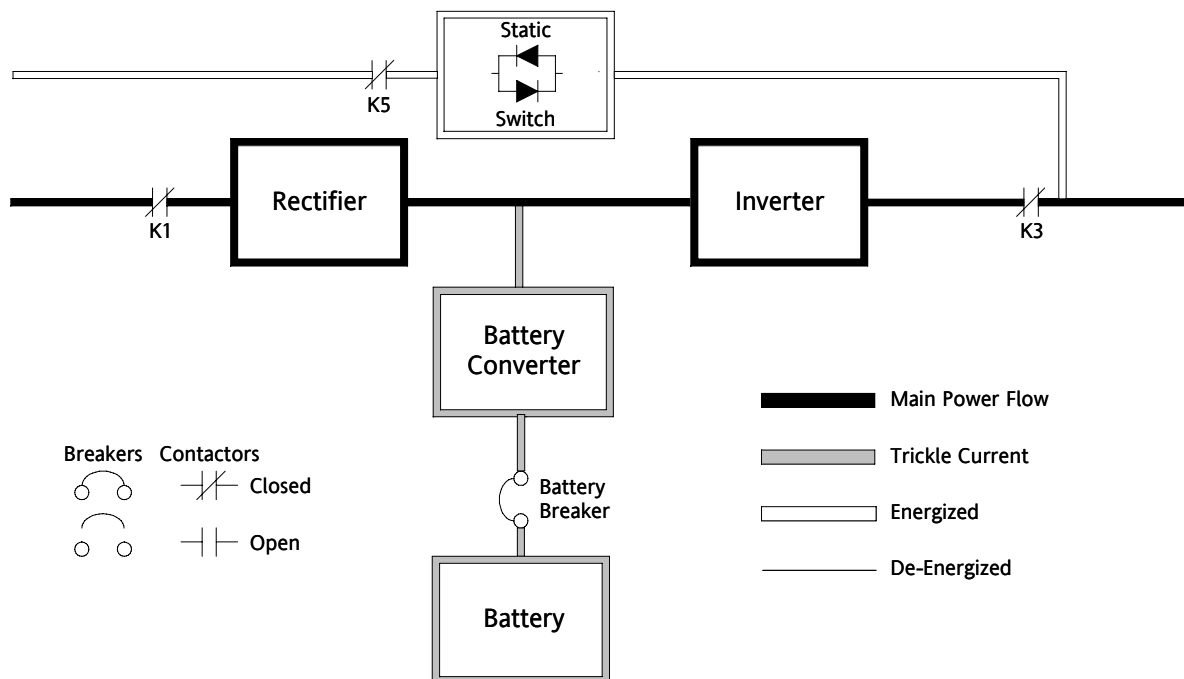 Static
Switch
K5
Rectifier
Inverter
K1
K3
Battery
Converter
Main Power Flow
Breakers Contactors
Trickle Current
Closed
Battery
Breaker
Energized
Open
De-Energized
Battery